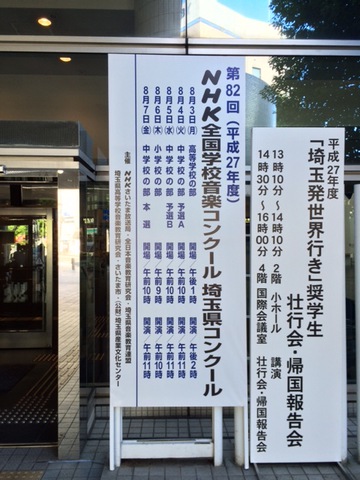 第82回(平成27年度)
NHK全国学校音楽コンクール 埼玉県コンクール
8月3日(月) 高等学校の部 開場 午後1時 開演 午後2時
8月4日(火) 中学校の部 予選A 開場 午前10時 開演 午前11時
8月5日(水) 中学校の部 予選B 開場 午前10時 開演 午前11時
8月6日(木) 小学校の部 開場 午前9時 開演 午前10時
8月7日(金) 中学校の部 本選 開場 午前10時 開演 午前11時
主催 NHKさいたま放送局・全日本音楽教育研究会・埼玉県音楽教育連盟
埼玉県高等学校音楽教育研究会・さいたま市・(公財)埼玉県産業文化センター
平成27年度
「埼玉発世界行き」奨学生
壮行会・帰国報告会
13時10分～14時10分 2階 小ホール 講演
14時30分～16時00分 4階 国際会議室 壮行会・帰国報告会